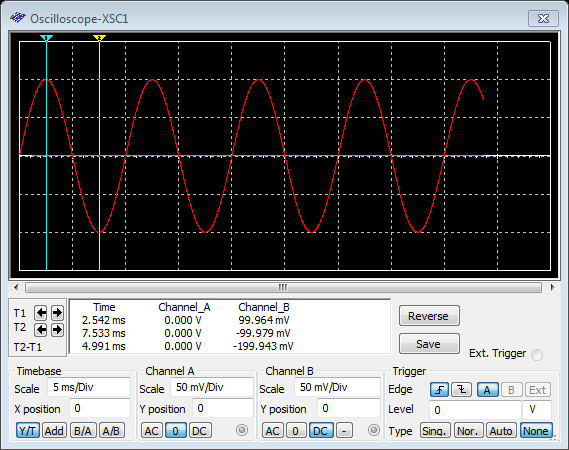 Oscilloscope-XSC1
1 2
Time Channel_A Channel_B
T1 2.542 ms 0.000 V 99.964 mV
T2 7.533 ms 0.000 V -99.979 mV
T2-T1 4.991 ms 0.000 V -199.943 mV
Reverse
Save
Ext. Trigger
Timebase
Scale 5 ms/Div
X position 0
Y/T Add B/A A/B
Channel A
Scale 50 mV/Div
Y position 0
AC 0 DC
Channel B
Scale 50 mV/Div
Y position 0
AC 0 DC -
Trigger
Edge A B Ext
Level 0 V
Type Sing. Nor. Auto None